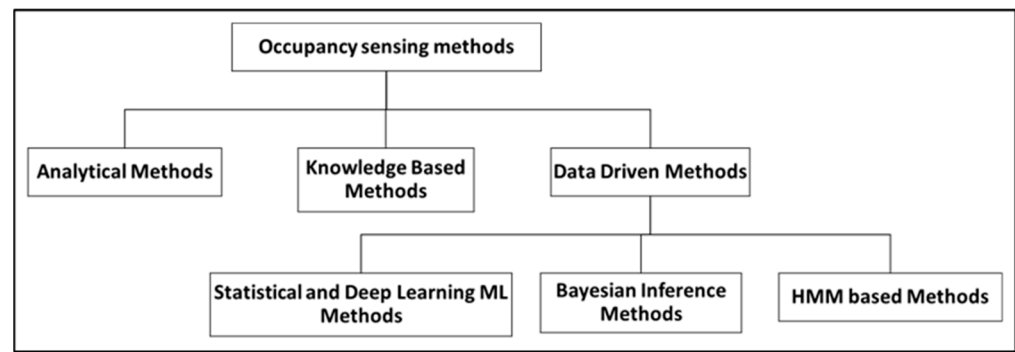 Occupancy sensing methods
Analytical Methods
Knowledge Based
Methods
Data Driven Methods
Statistical and Deep Learning ML
Methods
Bayesian Inference
Methods
HMM based Methods